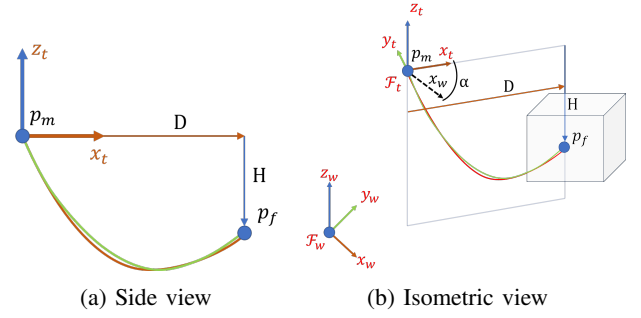 z_t
p_m
D
x_t
H
p_f
(a) Side view
z_t
y_t
p_m
x_t
ℱ_t
x_w
α
D
H
p_f
z_w
y_w
ℱ_w
x_w
(b) Isometric view